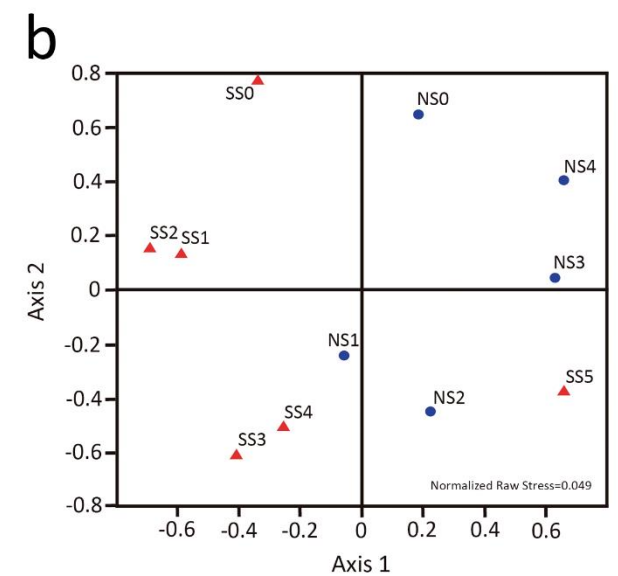 b
0.8
0.6
0.4
0.2
0
-0.2
-0.4
-0.6
-0.8
Axis 2
SS0
NS0
NS4
SS2 SS1
NS3
NS1
SS5
NS2
SS4
SS3
Normalized Raw Stress=0.049
-0.6 -0.4 -0.2 0 0.2 0.4 0.6
Axis 1